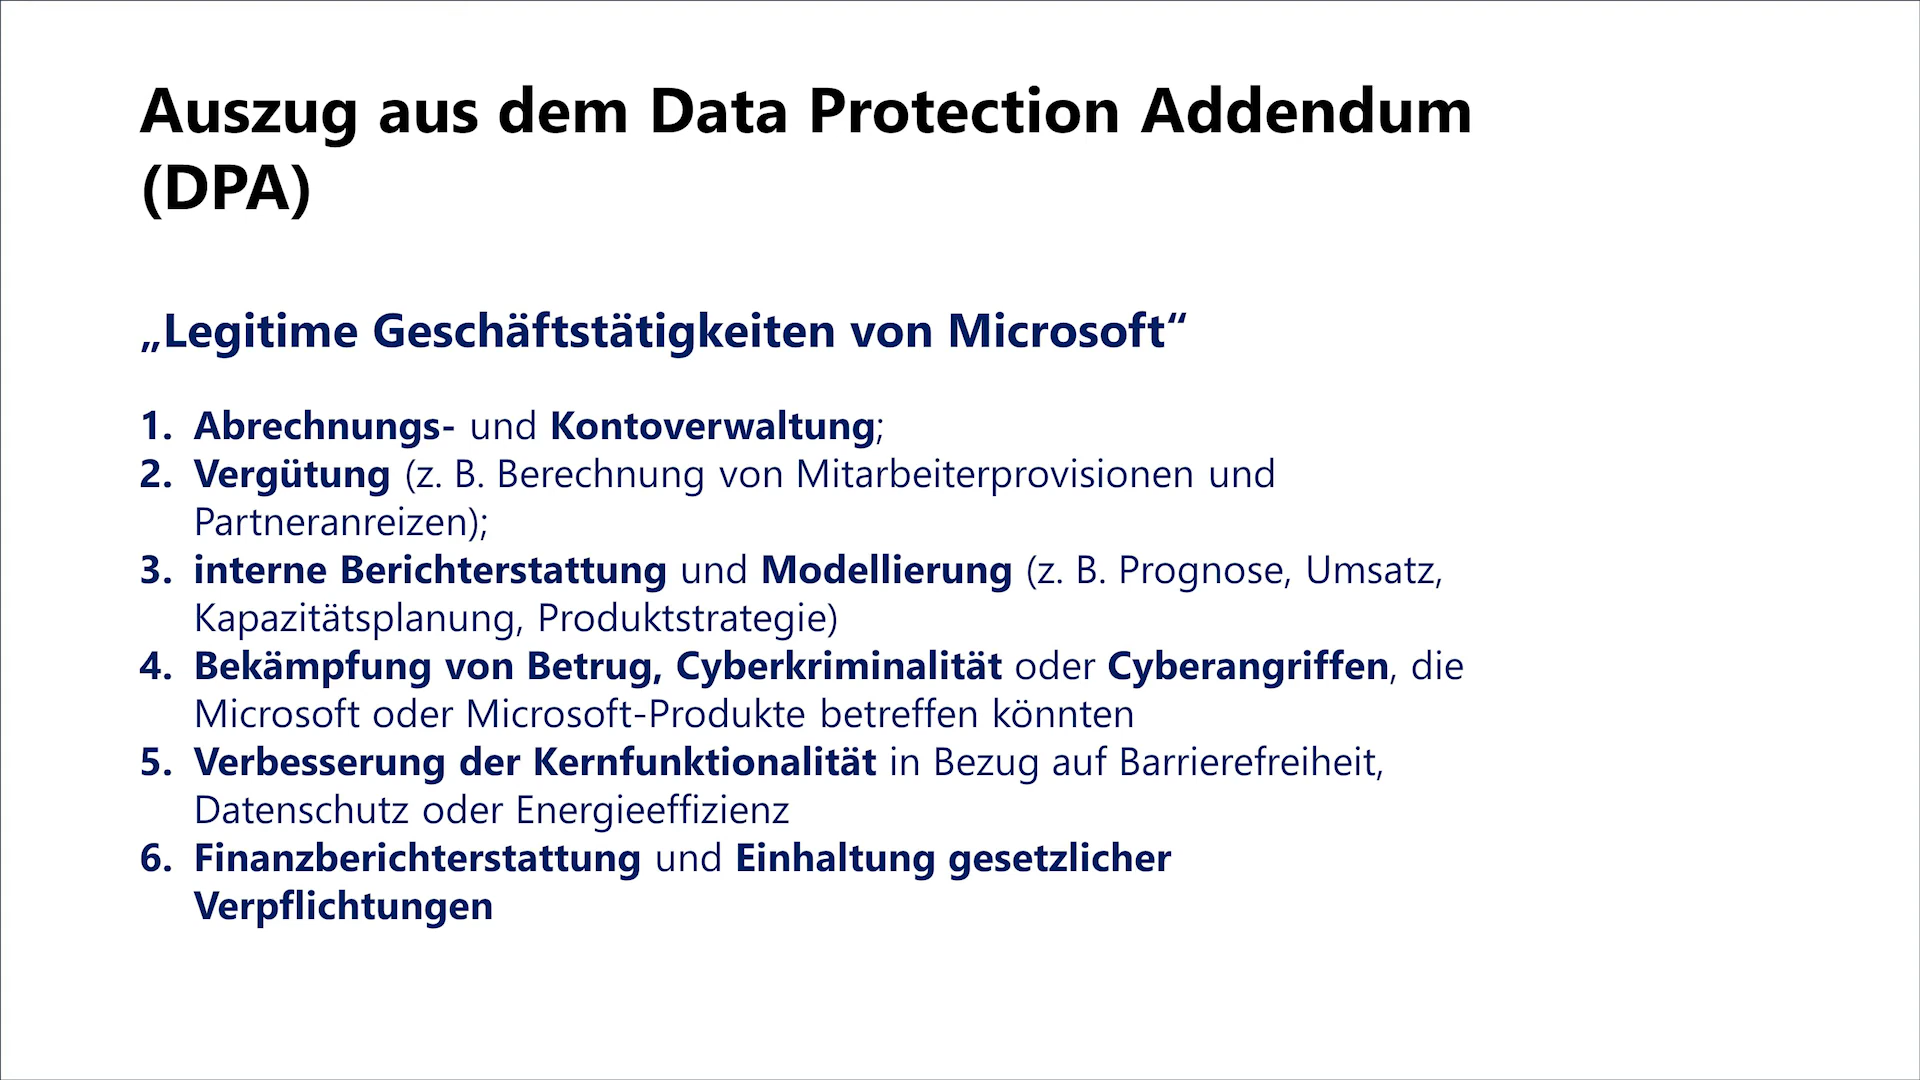 Auszug aus dem Data Protection Addendum
(DPA)
„Legitime Geschäftstätigkeiten von Microsoft“
1. Abrechnungs- und Kontoverwaltung;
2. Vergütung (z. B. Berechnung von Mitarbeiterprovisionen und
Partneranreizen);
3. interne Berichterstattung und Modellierung (z. B. Prognose, Umsatz,
Kapazitätsplanung, Produktstrategie)
4. Bekämpfung von Betrug, Cyberkriminalität oder Cyberangriffen, die
Microsoft oder Microsoft-Produkte betreffen könnten
5. Verbesserung der Kernfunktionalität in Bezug auf Barrierefreiheit,
Datenschutz oder Energieeffizienz
6. Finanzberichterstattung und Einhaltung gesetzlicher
Verpflichtungen